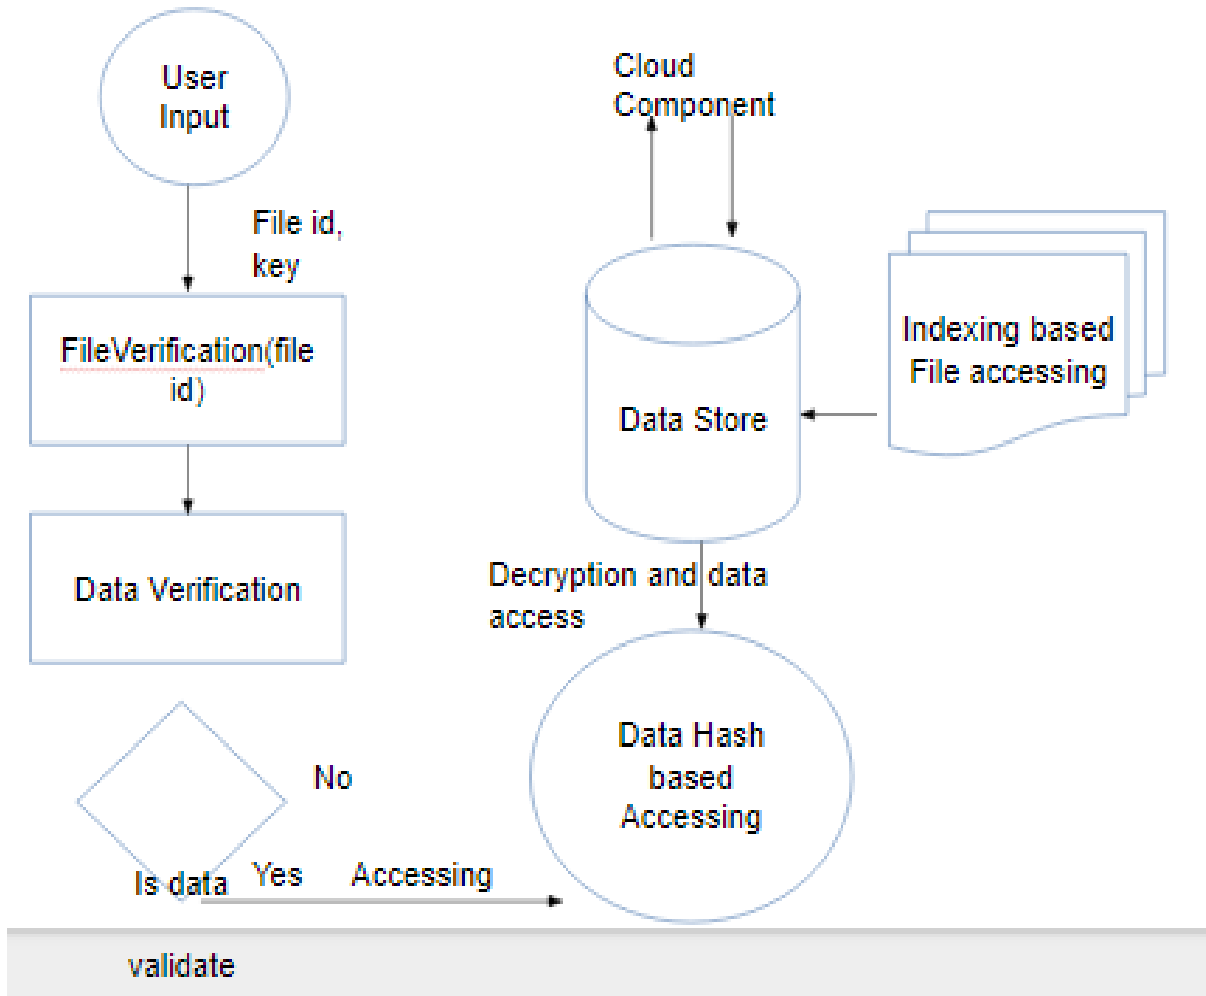 User
Input
File id,
key
FileVerification(file
id)
Data Verification
No
Is data
Yes
Accessing
validate
Cloud
Component
Data Store
Indexing based
File accessing
Decryption and data
access
Data Hash
based
Accessing